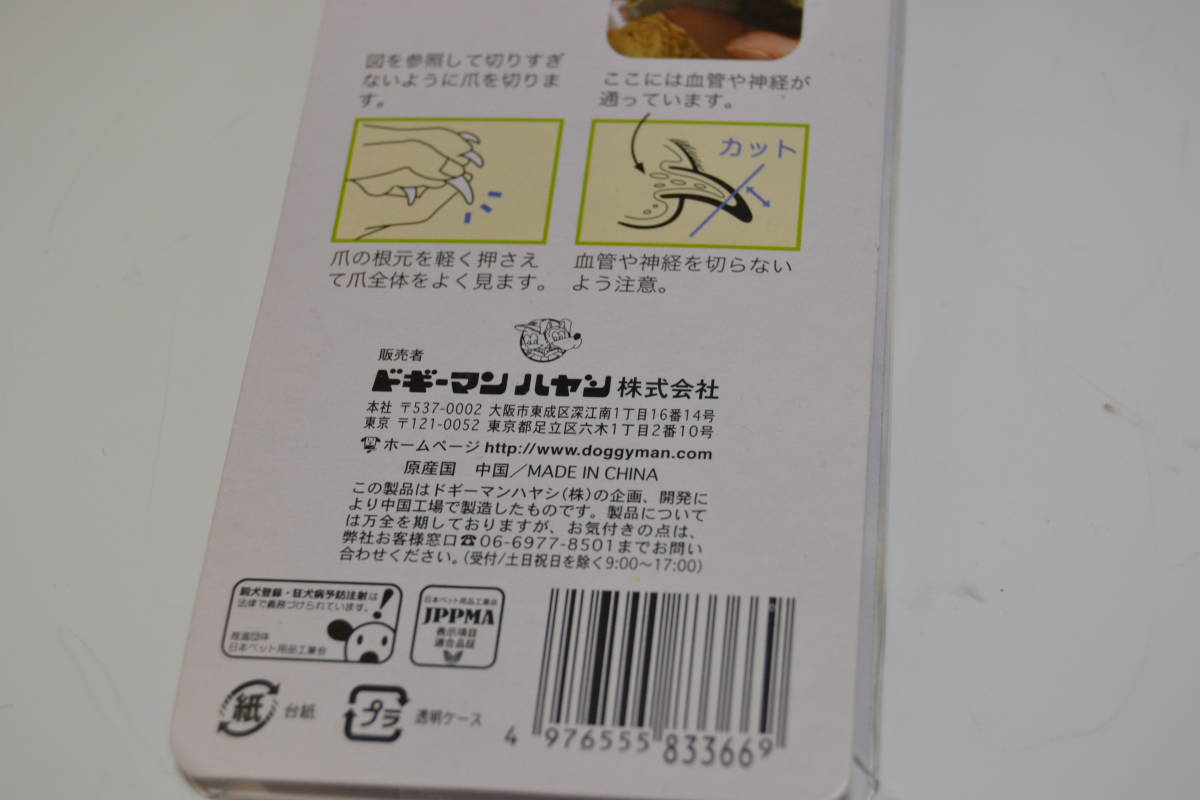 図を参照して切りすぎ
ないように爪を切りま
す。
ここには血管や神経が
通っています。
カット
爪の根元を軽く押さえ
て爪全体をよく見ます。
血管や神経を切らない
よう注意。
販売者
ドギーマン ハヤシ 株式会社
本社 〒537-0002 大阪市東成区深江南1丁目16番14号
東京 〒121-0052 東京都足立区六木1丁目2番10号
ホームページ http://www.doggyman.com
原産国 中国/MADE IN CHINA
この製品はドギーマンハヤシ(株)の企画、開発に
より中国工場で製造したものです。製品について
は万全を期しておりますが、お気付きの点は、
弊社お客様窓口☎06-6977-8501までお問い
合わせください。(受付/土日祝日を除く9:00〜17:00)
飼犬登録・狂犬病予防注射は
法律で義務づけられています。
推進団体
日本ペット用品工業会
日本ペット用品工業会
JPPMA
表示項目
適合品証
紙 台紙
プラ 透明ケース
4 976555 833669